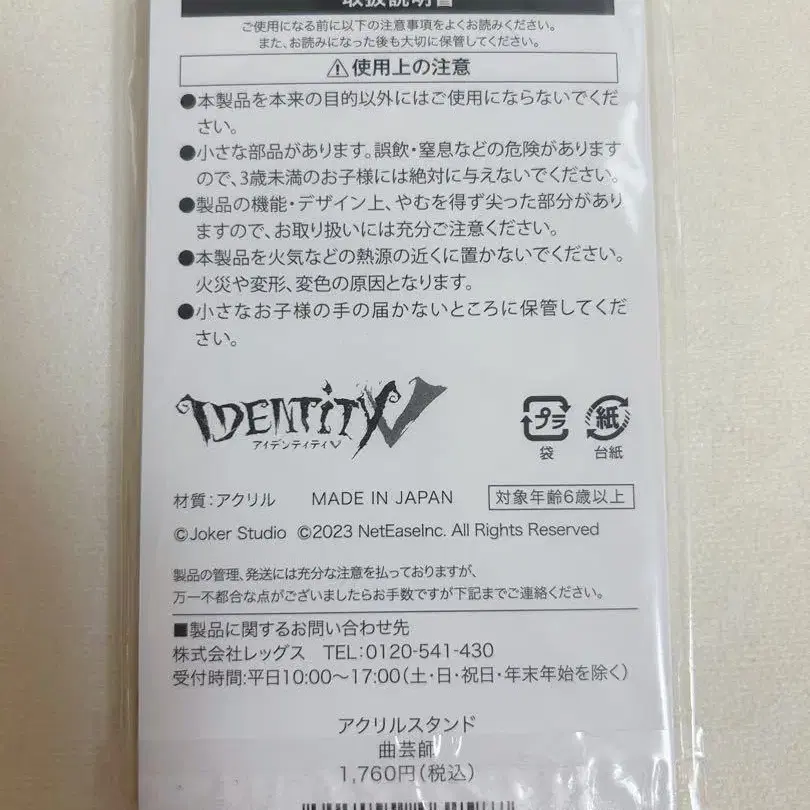 取扱説明書
ご使用になる前に以下の注意事項をよくお読みください。
また、お読みになった後も大切に保管してください。
⚠使用上の注意
●本製品を本来の目的以外にはご使用にならないでくだ
さい。
●小さな部品があります。誤飲・窒息などの危険があります
ので、3歳未満のお子様には絶対に与えないでください。
●製品の機能・デザイン上、やむを得ず尖った部分があり
ますので、お取り扱いには充分ご注意ください。
●本製品を火気などの熱源の近くに置かないでください。
火災や変形、変色の原因となります。
●小さなお子様の手の届かないところに保管してくだ
さい。
IDENTITY V
アイデンティティV
プラ 紙
袋 台紙
材質:アクリル MADE IN JAPAN 対象年齢6歳以上
©Joker Studio ©2023 NetEaseInc. All Rights Reserved
製品の管理、発送には充分な注意を払っておりますが、
万一不都合な点がございましたらお手数ですが下記までご連絡ください。
■製品に関するお問い合わせ先
株式会社レッグス TEL:0120-541-430
受付時間:平日10:00〜17:00(土・日・祝日・年末年始を除く)
アクリルスタンド
曲芸師
1,760円(税込)